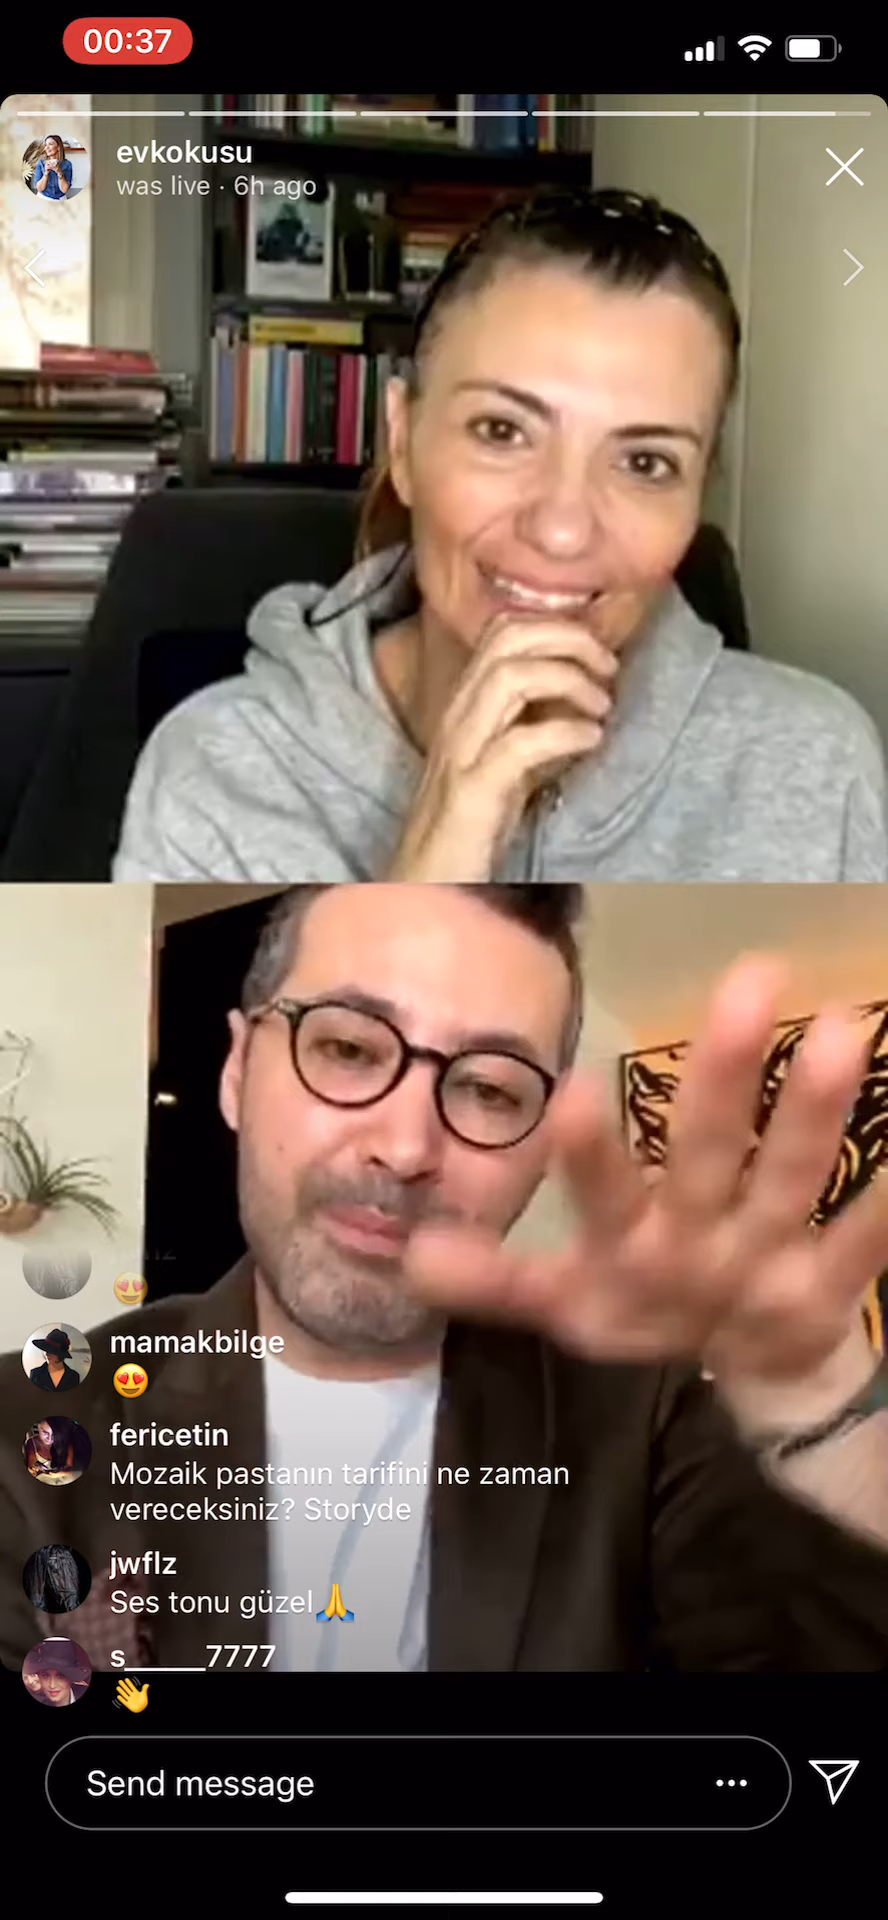 00:37
evkokusu
was live · 6h ago
😍
mamakbilge
😍
fericetin
Mozaik pastanın tarifini ne zaman
vereceksiniz? Storyde
jwflz
Ses tonu güzel🙏
s_____7777
👋
Send message